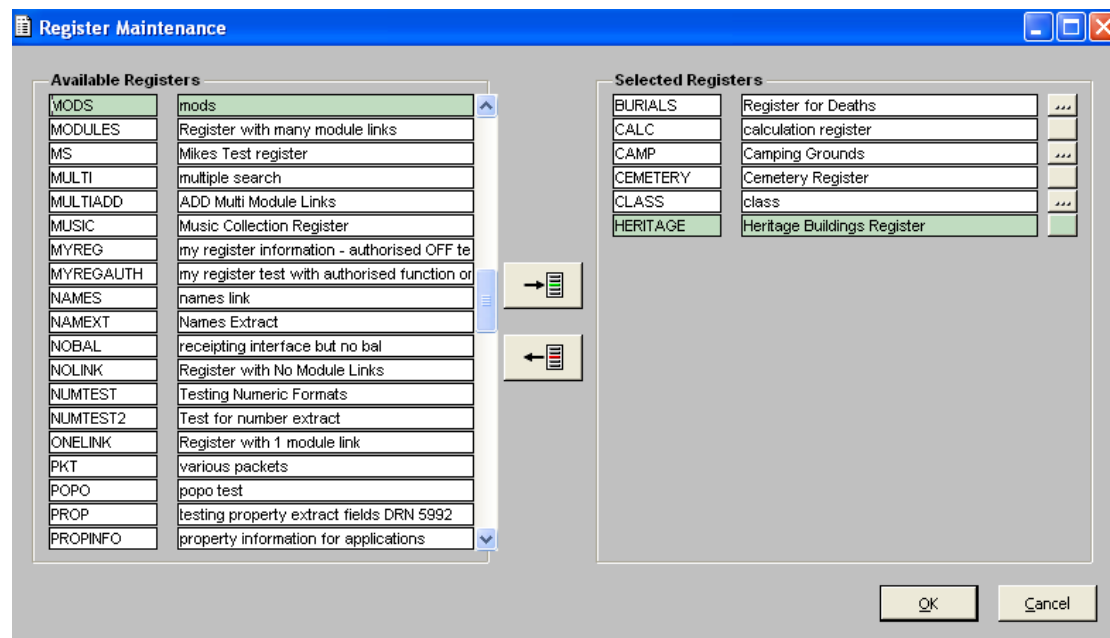 Register Maintenance
Available Registers
MODS mods
MODULES Register with many module links
MS Mikes Test register
MULTI multiple search
MULTIADD ADD Multi Module Links
MUSIC Music Collection Register
MYREG my register information - authorised OFF te
MYREGAUTH my register test with authorised function or
NAMES names link
NAMEXT Names Extract
NOBAL receipting interface but no bal
NOLINK Register with No Module Links
NUMTEST Testing Numeric Formats
NUMTEST2 Test for number extract
ONELINK Register with 1 module link
PKT various packets
POPO popo test
PROP testing property extract fields DRN 5992
PROPINFO property information for applications
Selected Registers
BURIALS Register for Deaths ...
CALC calculation register
CAMP Camping Grounds ...
CEMETERY Cemetery Register
CLASS class ...
HERITAGE Heritage Buildings Register
OK Cancel